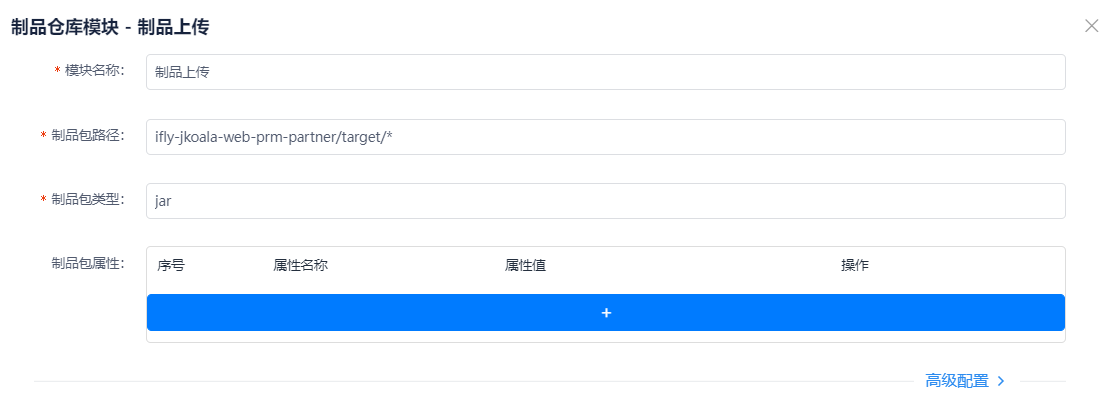 制品仓库模块 - 制品上传
* 模块名称: 制品上传
* 制品包路径: ifly-jkoala-web-prm-partner/target/*
* 制品包类型: jar
制品包属性: 序号 属性名称 属性值 操作
+
高级配置 >